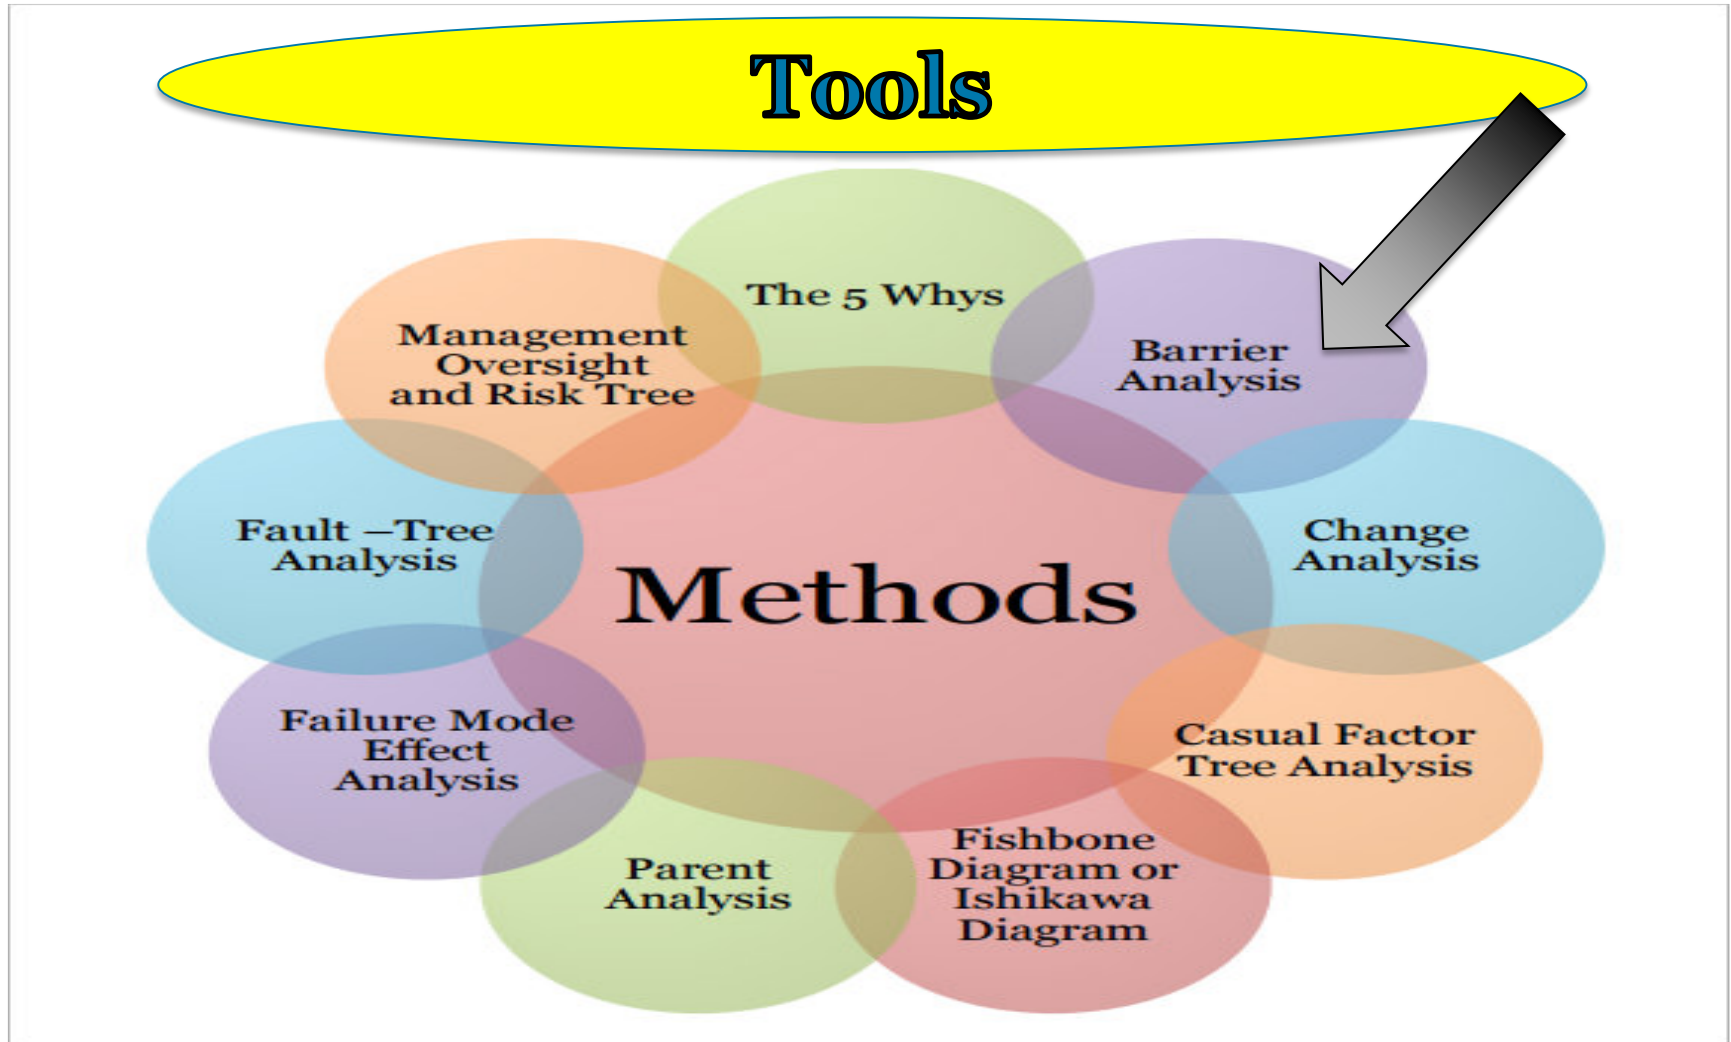 Tools
The 5 Whys
Barrier
Analysis
Change
Analysis
Casual Factor
Tree Analysis
Fishbone
Diagram or
Ishikawa
Diagram
Parent
Analysis
Failure Mode
Effect
Analysis
Fault –Tree
Analysis
Management
Oversight
and Risk Tree
Methods